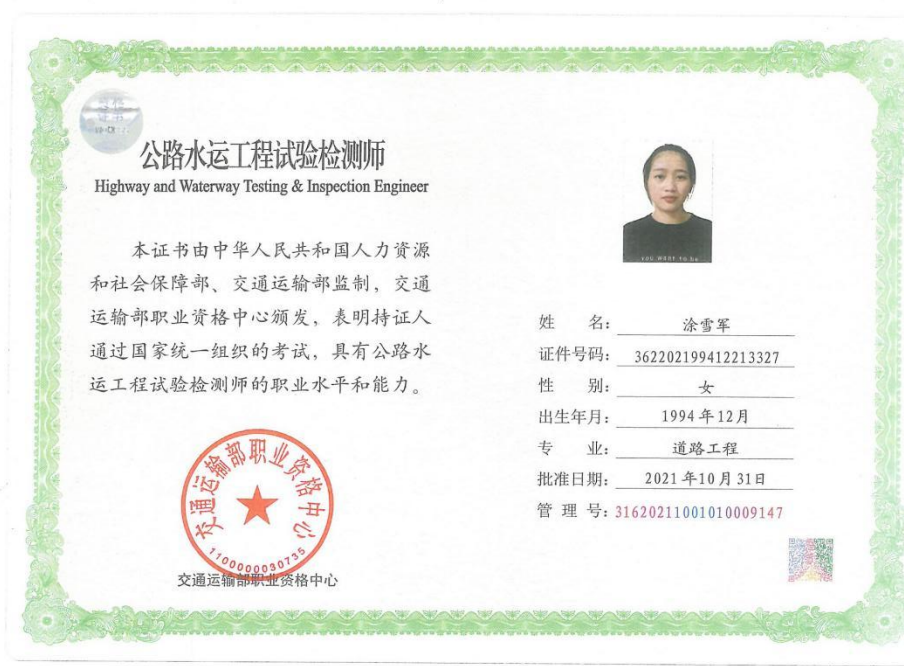 公路水运工程试验检测师
Highway and Waterway Testing & Inspection Engineer
本证书由中华人民共和国人力资源
和社会保障部、交通运输部监制，交通
运输部职业资格中心颁发，表明持证人
通过国家统一组织的考试，具有公路水
运工程试验检测师的职业水平和能力。
交通运输部职业资格中心
1100000030735
交通运输部职业资格中心
you want to be
姓 名： 涂雪军
证件号码： 362202199412213327
性 别： 女
出生年月： 1994年12月
专 业： 道路工程
批准日期： 2021年10月31日
管 理 号： 31620211001010009147